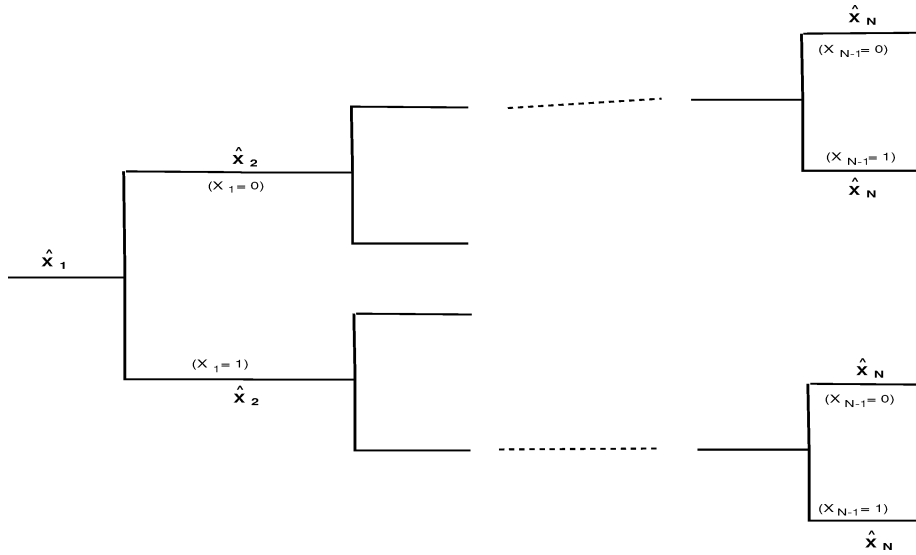 x̂ N
(X N-1 = 0)
(X N-1 = 1)
x̂ N
x̂ 2
(X 1 = 0)
x̂ 1
(X 1 = 1)
x̂ 2
x̂ N
(X N-1 = 0)
(X N-1 = 1)
x̂ N